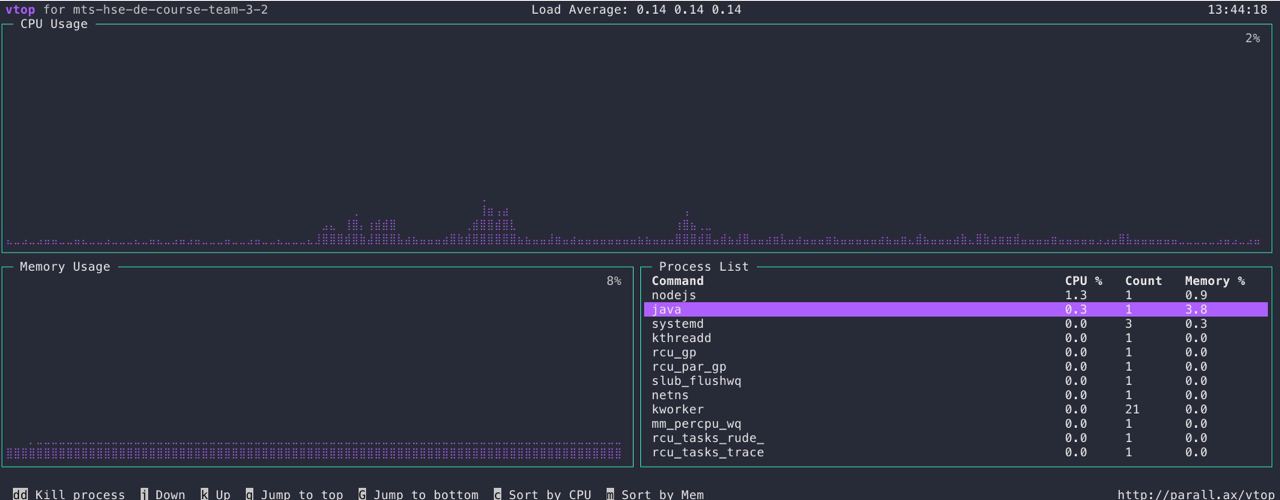 vtop for mts-hse-de-course-team-3-2 Load Average: 0.14 0.14 0.14 13:44:18
CPU Usage
2%
Memory Usage
8%
Process List
Command CPU % Count Memory %
nodejs 1.3 1 0.9
java 0.3 1 3.8
systemd 0.0 3 0.3
kthreadd 0.0 1 0.0
rcu_gp 0.0 1 0.0
rcu_par_gp 0.0 1 0.0
slub_flushwq 0.0 1 0.0
netns 0.0 1 0.0
kworker 0.0 21 0.0
mm_percpu_wq 0.0 1 0.0
rcu_tasks_rude_ 0.0 1 0.0
rcu_tasks_trace 0.0 1 0.0
dd Kill process j Down k Up g Jump to top G Jump to bottom c Sort by CPU m Sort by Mem http://parall.ax/vtop